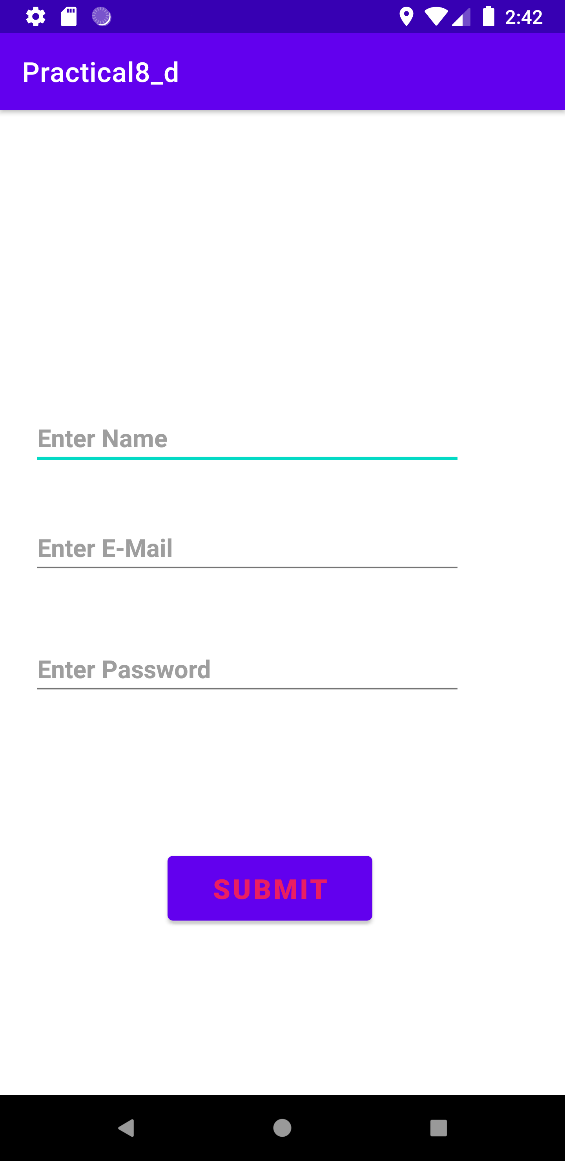 2:42
Practical8_d
Enter Name
Enter E-Mail
Enter Password
SUBMIT